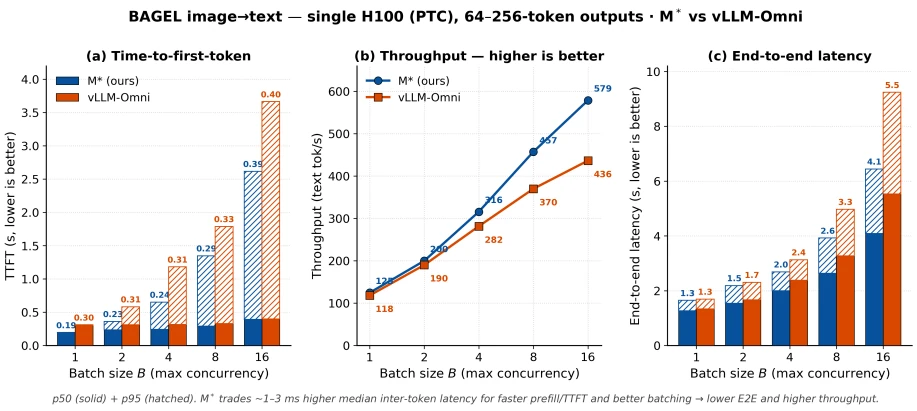 BAGEL image→text — single H100 (PTC), 64–256-token outputs · M* vs vLLM-Omni
(a) Time-to-first-token
TTFT (s, lower is better)
4.0
3.5
3.0
2.5
2.0
1.5
1.0
0.5
0.0
M* (ours)
vLLM-Omni
0.19
0.30
0.23
0.31
0.24
0.31
0.29
0.33
0.39
0.40
1 2 4 8 16
Batch size B (max concurrency)
(b) Throughput — higher is better
Throughput (text tok/s)
600
500
400
300
200
100
0
M* (ours)
vLLM-Omni
118
200
190
316
282
457
370
579
436
1 2 4 8 16
Batch size B (max concurrency)
(c) End-to-end latency
End-to-end latency (s, lower is better)
10
8
6
4
2
0
1.3
1.3
1.5
1.7
2.0
2.4
2.6
3.3
4.1
5.5
1 2 4 8 16
Batch size B (max concurrency)
p50 (solid) + p95 (hatched). M* trades ~1–3 ms higher median inter-token latency for faster prefill/TTFT and better batching → lower E2E and higher throughput.